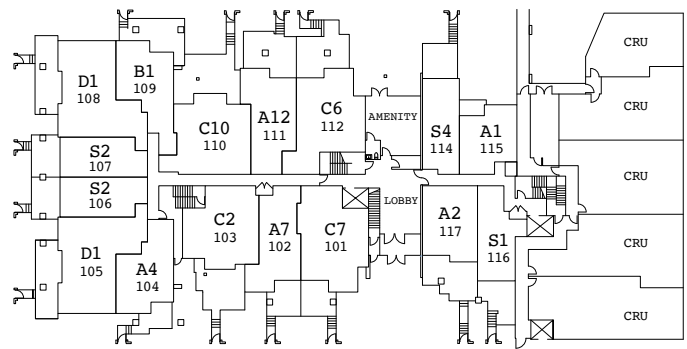 D1
108
B1
109
C10
110
A12
111
C6
112
AMENITY
S4
114
A1
115
CRU
CRU
CRU
CRU
CRU
S2
107
S2
106
D1
105
A4
104
C2
103
A7
102
C7
101
LOBBY
A2
117
S1
116